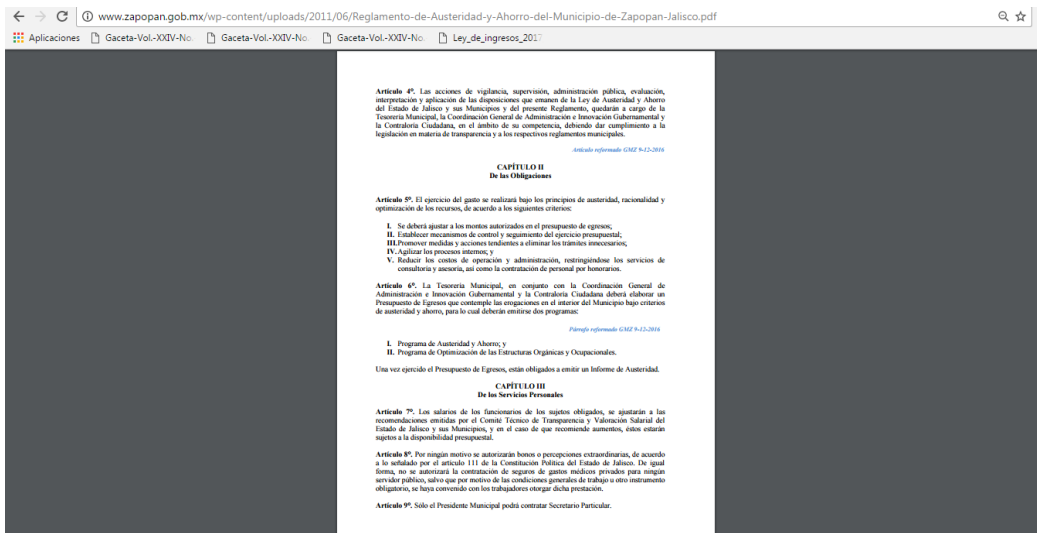 www.zapopan.gob.mx/wp-content/uploads/2011/06/Reglamento-de-Austeridad-y-Ahorro-del-Municipio-de-Zapopan-Jalisco.pdf
Aplicaciones Gaceta-Vol.-XXIV-No. Gaceta-Vol.-XXIV-No. Gaceta-Vol.-XXIV-No. Ley_de_ingresos_2017
Artículo 4º. Las acciones de vigilancia, supervisión, administración pública, evaluación,
interpretación y aplicación de las disposiciones que emanen de la Ley de Austeridad y Ahorro
del Estado de Jalisco y sus Municipios y del presente Reglamento, quedarán a cargo de la
Tesorería Municipal, la Coordinación General de Administración e Innovación Gubernamental y
la Contraloría Ciudadana, en el ámbito de su competencia, debiendo dar cumplimiento a la
legislación en materia de transparencia y a los respectivos reglamentos municipales.
Artículo reformado GMZ 9-12-2016
CAPÍTULO II
De las Obligaciones
Artículo 5º. El ejercicio del gasto se realizará bajo los principios de austeridad, racionalidad y
optimización de los recursos, de acuerdo a los siguientes criterios:
I. Se deberá ajustar a los montos autorizados en el presupuesto de egresos;
II. Establecer mecanismos de control y seguimiento del ejercicio presupuestal;
III.Promover medidas y acciones tendientes a eliminar los trámites innecesarios;
IV.Agilizar los procesos internos; y
V. Reducir los costos de operación y administración, restringiéndose los servicios de
consultoría y asesoría, así como la contratación de personal por honorarios.
Artículo 6º. La Tesorería Municipal, en conjunto con la Coordinación General de
Administración e Innovación Gubernamental y la Contraloría Ciudadana deberá elaborar un
Presupuesto de Egresos que contemple las erogaciones en el interior del Municipio bajo criterios
de austeridad y ahorro, para lo cual deberán emitirse dos programas:
Párrafo reformado GMZ 9-12-2016
I. Programa de Austeridad y Ahorro; y
II. Programa de Optimización de las Estructuras Orgánicas y Ocupacionales.
Una vez ejercido el Presupuesto de Egresos, están obligados a emitir un Informe de Austeridad.
CAPÍTULO III
De los Servicios Personales
Artículo 7º. Los salarios de los funcionarios de los sujetos obligados, se ajustarán a las
recomendaciones emitidas por el Comité Técnico de Transparencia y Valoración Salarial del
Estado de Jalisco y sus Municipios, y en el caso de que recomiende aumentos, éstos estarán
sujetos a la disponibilidad presupuestal.
Artículo 8º. Por ningún motivo se autorizarán bonos o percepciones extraordinarias, de acuerdo
a lo señalado por el artículo 111 de la Constitución Política del Estado de Jalisco. De igual
forma, no se autorizará la contratación de seguros de gastos médicos privados para ningún
servidor público, salvo que por motivo de las condiciones generales de trabajo u otro instrumento
obligatorio, se haya convenido con los trabajadores otorgar dicha prestación.
Artículo 9º. Sólo el Presidente Municipal podrá contratar Secretario Particular.